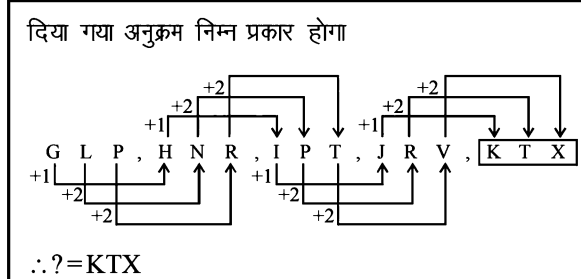 दिया गया अनुक्रम निम्न प्रकार होगा
+2 +2
+2 +2
+1 +1
G L P , H N R , I P T , J R V , K T X
+1 +1
+2 +2
+2 +2
∴ ? = KTX